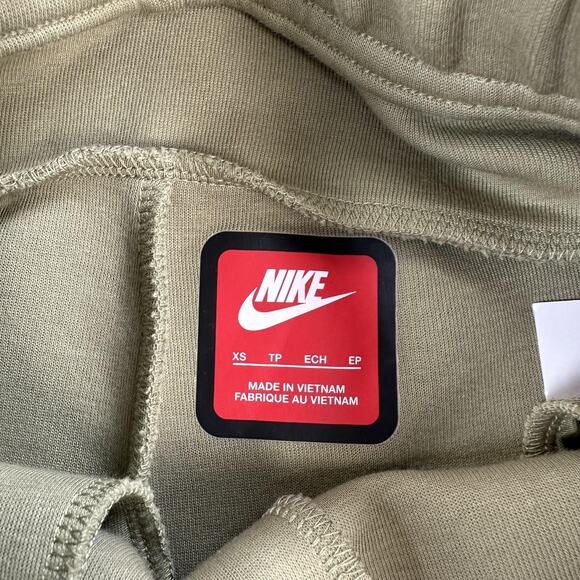 NIKE
XS TP ECH EP
MADE IN VIETNAM
FABRIQUE AU VIETNAM